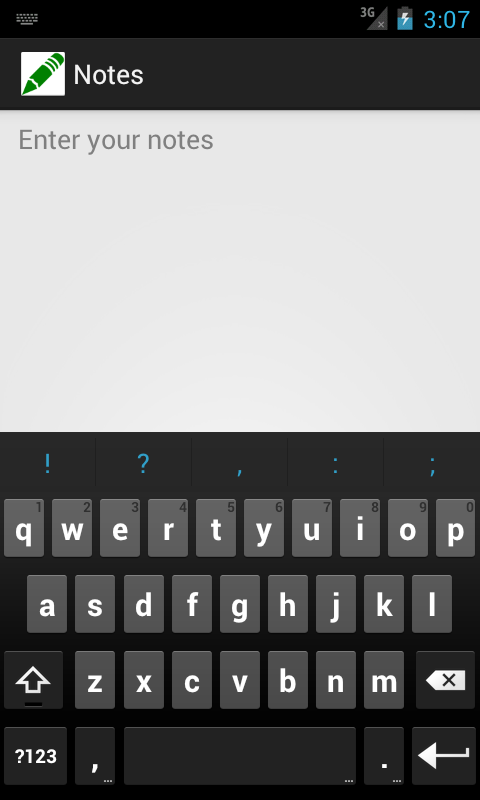 3G 3:07
Notes
Enter your notes
! ? , : ;
1 2 3 4 5 6 7 8 9 0
q w e r t y u i o p
a s d f g h j k l
z x c v b n m
?123 , ... ... . ...